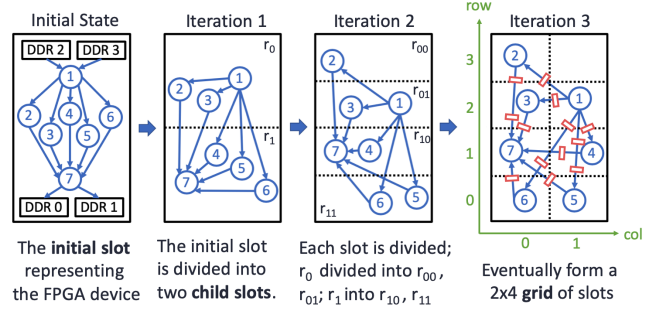 Initial State
DDR 2 DDR 3
1
2
3
4
5
6
7
DDR 0 DDR 1
The initial slot
representing
the FPGA device
Iteration 1
r0
1
2
3
r1
4
5
7
6
The initial slot
is divided into
two child slots.
Iteration 2
r00
2
r01
3
1
r10
7
4
r11
6
5
Each slot is divided;
r0 divided into r00 ,
r01; r1 into r10 , r11
row
Iteration 3
3
2
2
3
1
1
7
4
0
6
5
0 1 col
Eventually form a
2x4 grid of slots